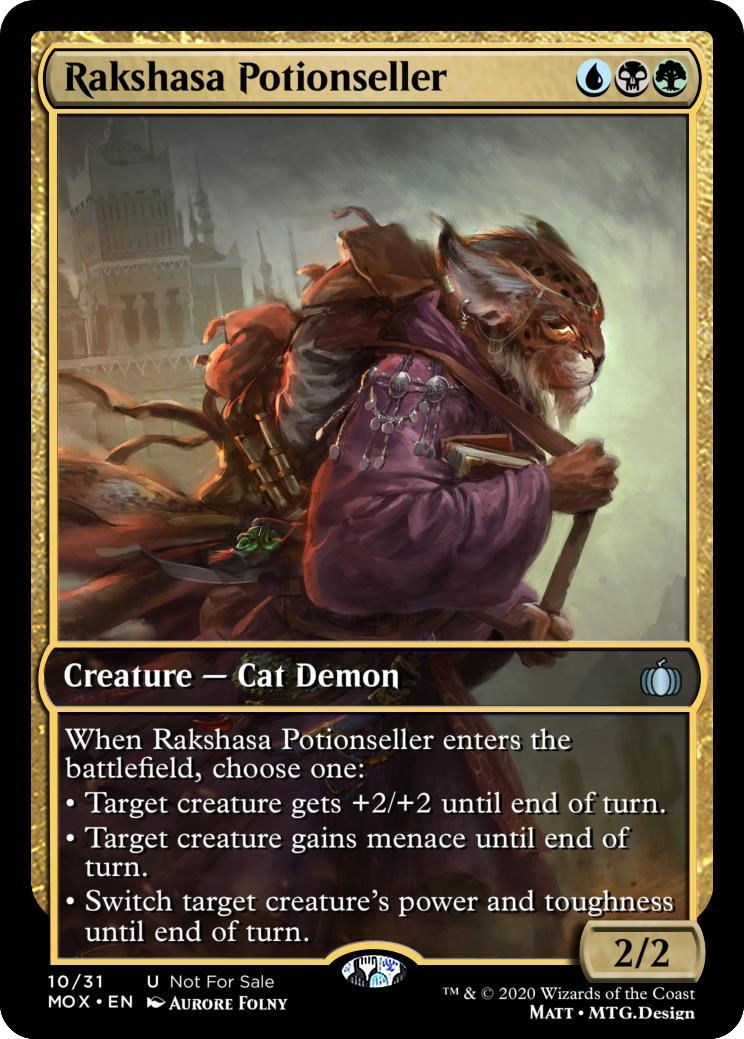 Rakshasa Potionseller
Creature — Cat Demon
When Rakshasa Potionseller enters the
battlefield, choose one:
• Target creature gets +2/+2 until end of turn.
• Target creature gains menace until end of
turn.
• Switch target creature's power and toughness
until end of turn.
2/2
10/31 U Not For Sale
MOX • EN Aurore Folny
™ & © 2020 Wizards of the Coast
Matt • MTG.Design